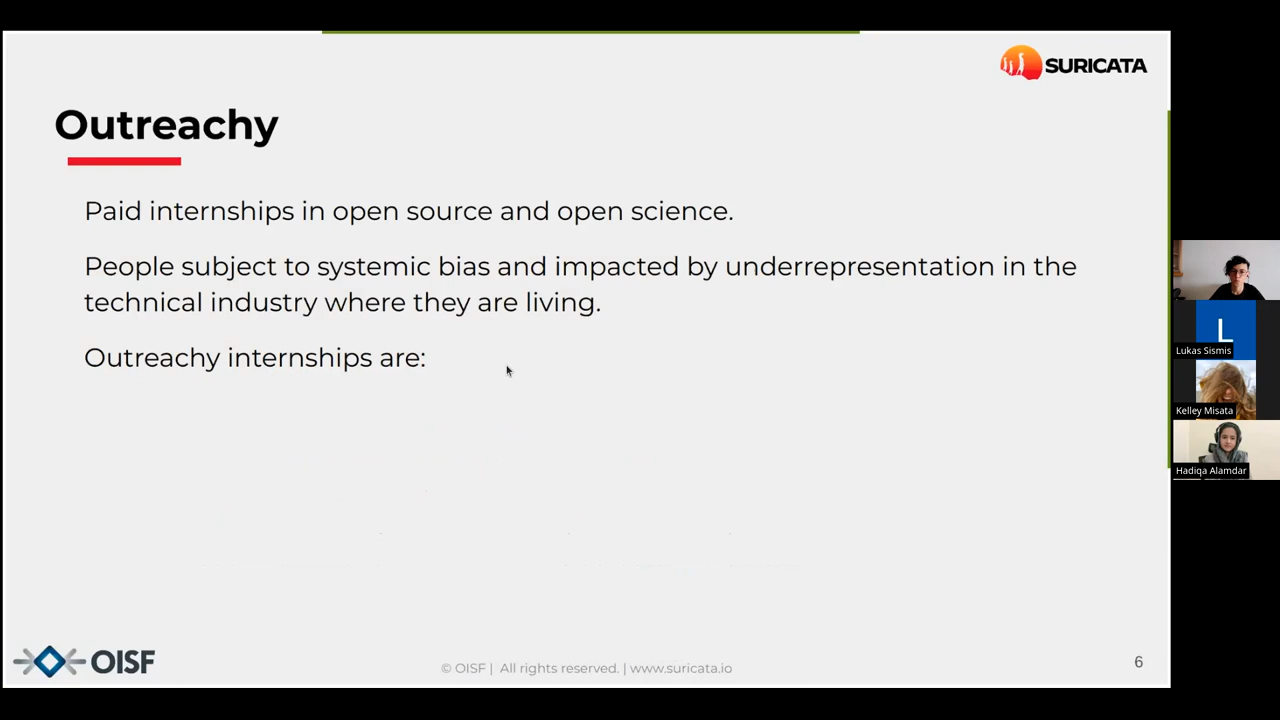 SURICATA
Outreachy
Paid internships in open source and open science.
People subject to systemic bias and impacted by underrepresentation in the
technical industry where they are living.
Outreachy internships are:
L
Lukas Sismis
Kelley Misata
Hadiqa Alamdar
OISF
© OISF | All rights reserved. | www.suricata.io
6